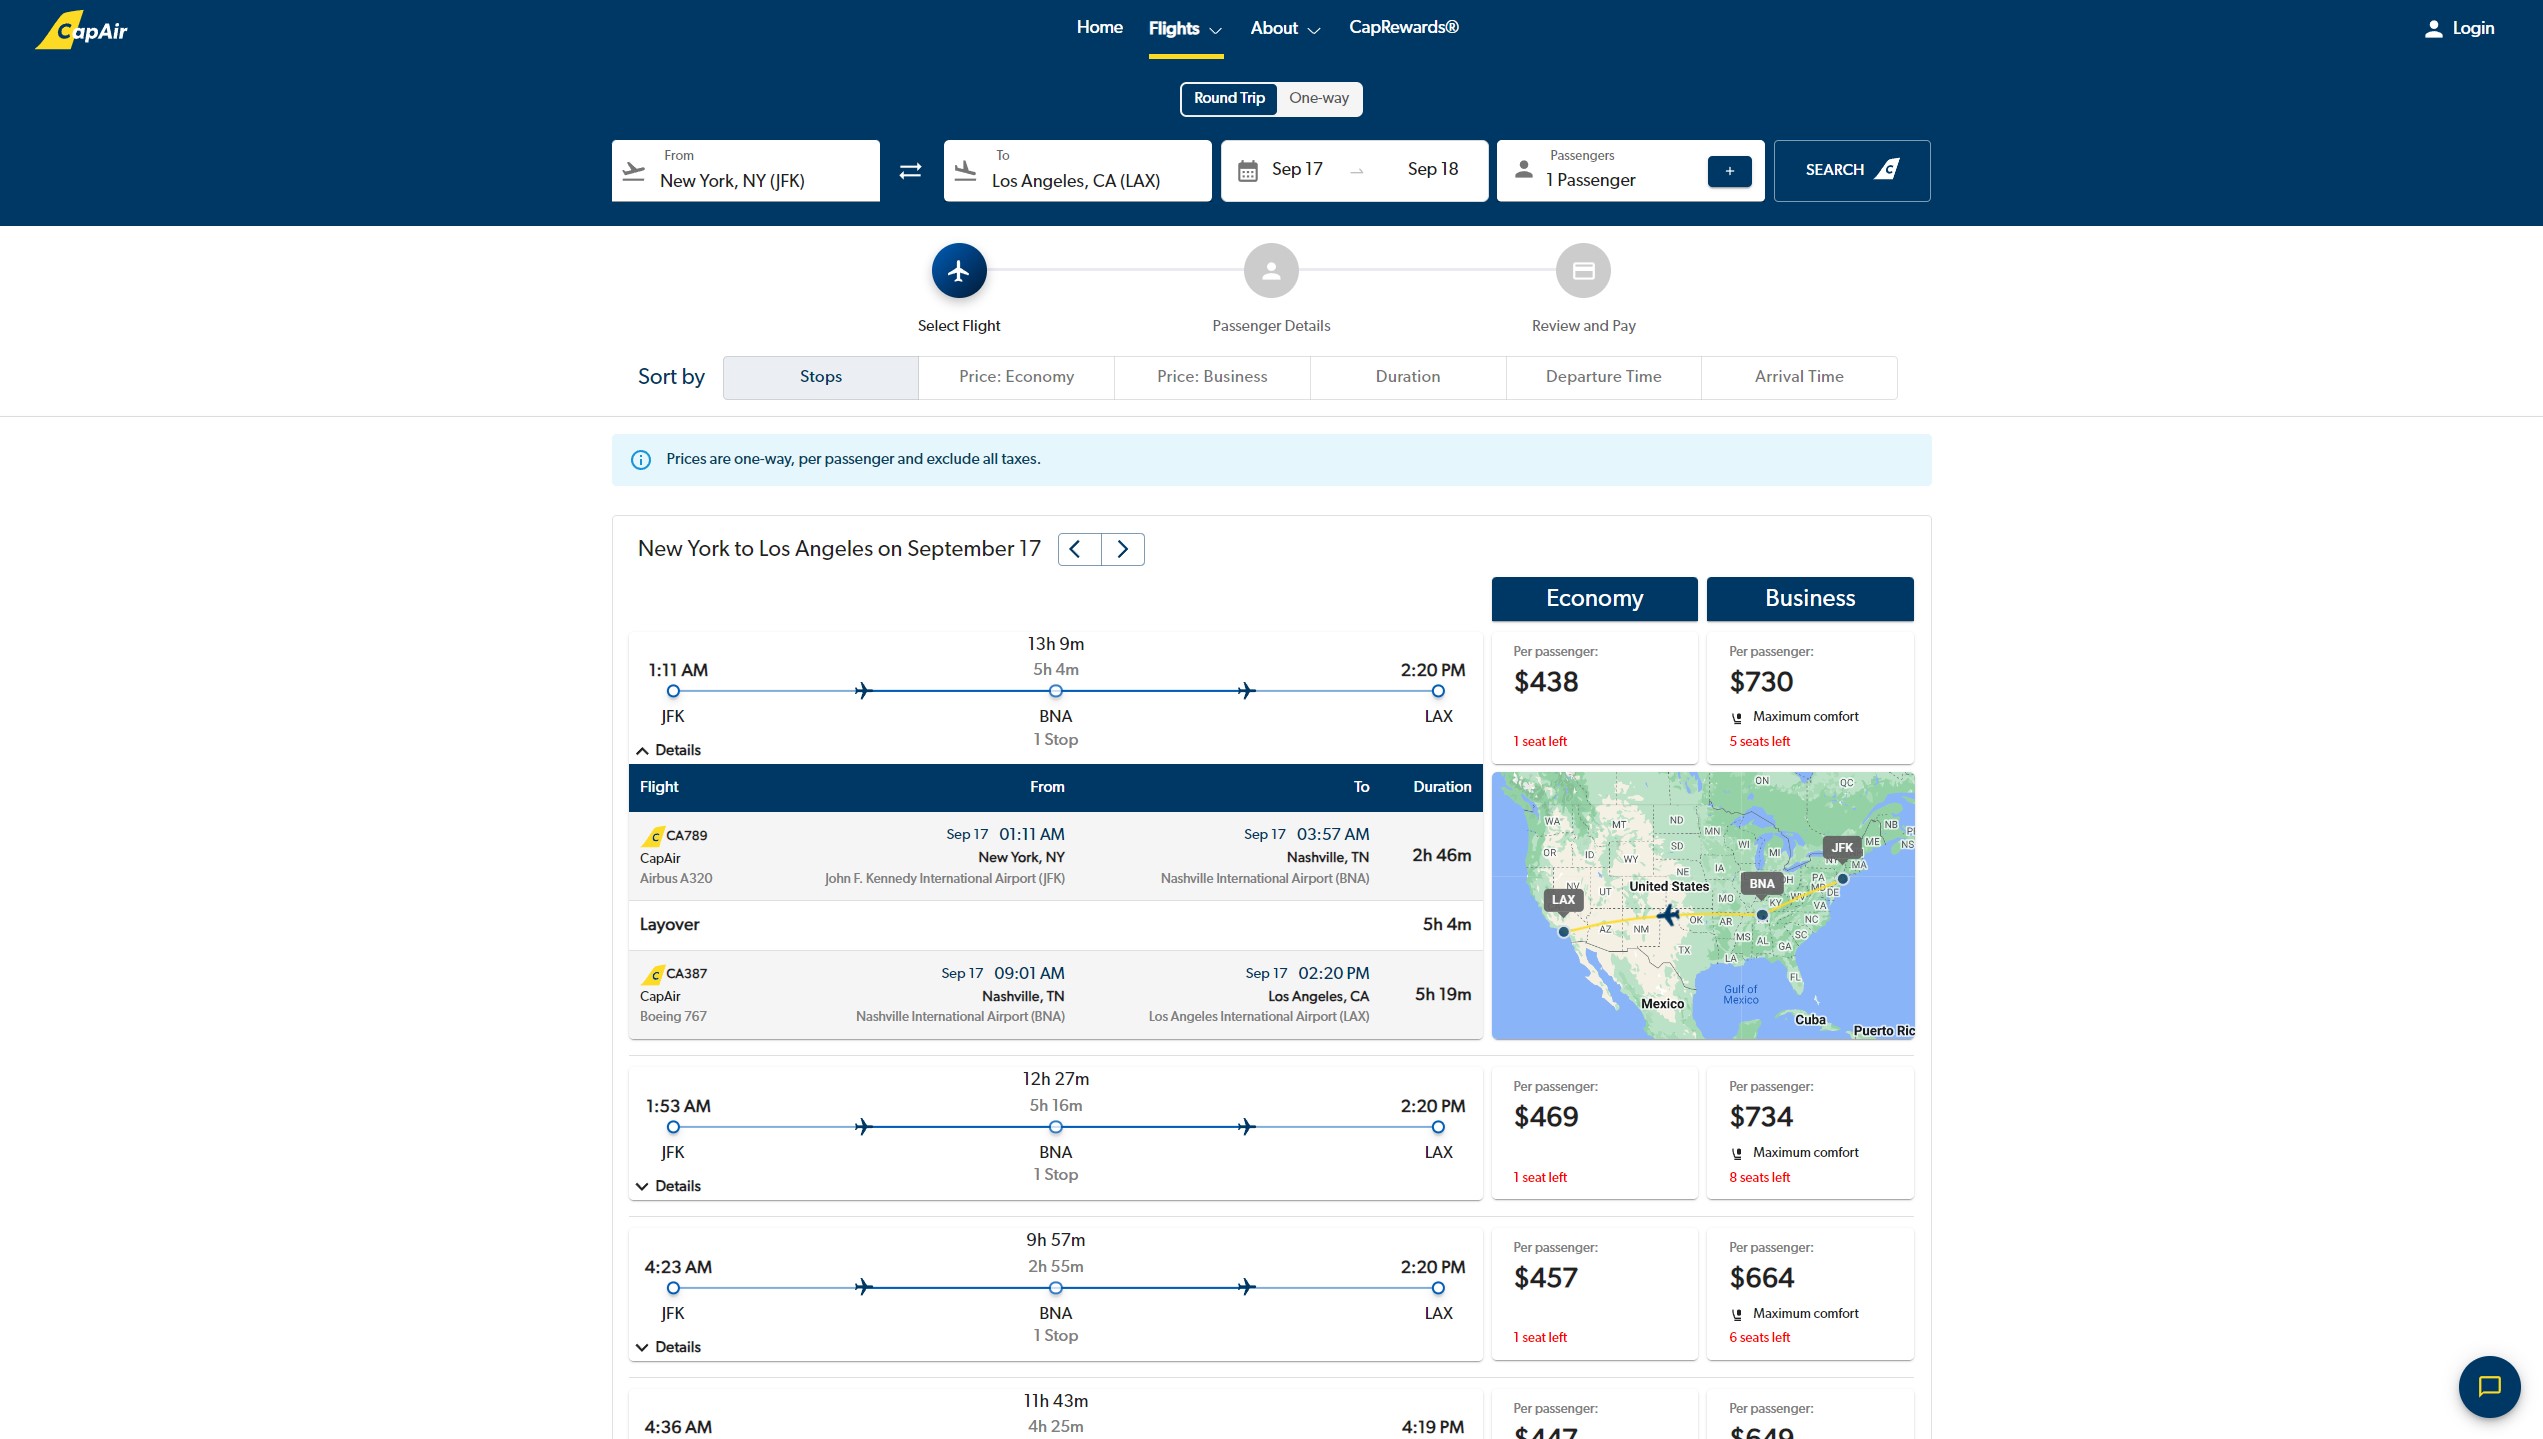 CapAir
Home
Flights
About
CapRewards®
Login
Round Trip
One-way
From
New York, NY (JFK)
To
Los Angeles, CA (LAX)
Sep 17
Sep 18
Passengers
1 Passenger
+
SEARCH C
Select Flight
Passenger Details
Review and Pay
Sort by
Stops
Price: Economy
Price: Business
Duration
Departure Time
Arrival Time
Prices are one-way, per passenger and exclude all taxes.
New York to Los Angeles on September 17
Economy
Business
13h 9m
1:11 AM
5h 4m
2:20 PM
JFK
BNA
LAX
1 Stop
Details
Per passenger:
$438
1 seat left
Per passenger:
$730
Maximum comfort
5 seats left
Flight
From
To
Duration
C CA789
CapAir
Airbus A320
Sep 17 01:11 AM
New York, NY
John F. Kennedy International Airport (JFK)
Sep 17 03:57 AM
Nashville, TN
Nashville International Airport (BNA)
2h 46m
Layover
5h 4m
C CA387
CapAir
Boeing 767
Sep 17 09:01 AM
Nashville, TN
Nashville International Airport (BNA)
Sep 17 02:20 PM
Los Angeles, CA
Los Angeles International Airport (LAX)
5h 19m
ON
QC
WA
MT
ND
MN
NB
OR
ID
WY
SD
WI
MI
JFK
ME
NS
MA
IA
NE
PA
NV
UT
United States
BNA
MD
DE
LAX
MO
KY
WV
VA
AZ
NM
OK
AR
NC
SC
TX
MS
AL
GA
LA
FL
Gulf of
Mexico
Mexico
Cuba
Puerto Ric
12h 27m
1:53 AM
5h 16m
2:20 PM
JFK
BNA
LAX
1 Stop
Details
Per passenger:
$469
1 seat left
Per passenger:
$734
Maximum comfort
8 seats left
9h 57m
4:23 AM
2h 55m
2:20 PM
JFK
BNA
LAX
1 Stop
Details
Per passenger:
$457
1 seat left
Per passenger:
$664
Maximum comfort
6 seats left
11h 43m
4:36 AM
4h 25m
4:19 PM
Per passenger:
$447
Per passenger:
$649